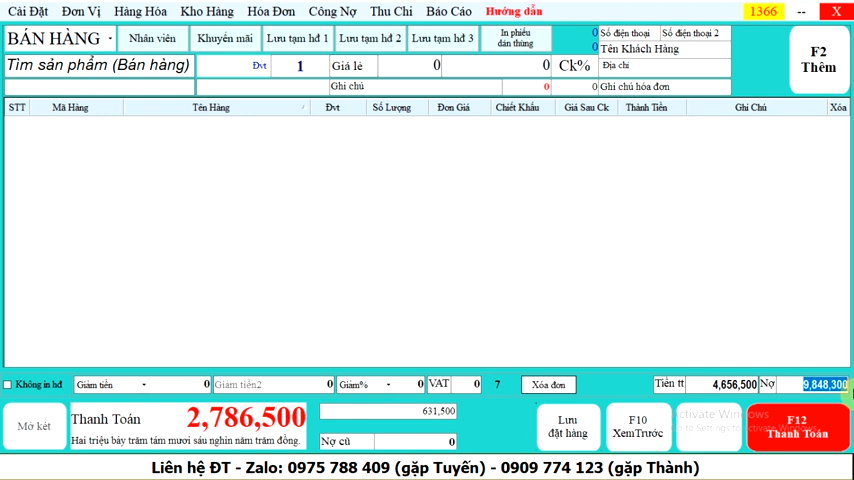 Cài Đặt Đơn Vị Hàng Hóa Kho Hàng Hóa Đơn Công Nợ Thu Chi Báo Cáo Hướng dẫn 1366 -- X
BÁN HÀNG Nhân viên Khuyến mãi Lưu tạm hđ 1 Lưu tạm hđ 2 Lưu tạm hđ 3 In phiếu dán thùng 0 Số điện thoại Số điện thoại 2
0 Tên Khách Hàng
F2 Thêm
Tìm sản phẩm (Bán hàng) Đvt 1 Giá lẻ 0 0 Ck% Địa chỉ
Ghi chú 0 0 Ghi chú hóa đơn
STT Mã Hàng Tên Hàng Đvt Số Lượng Đơn Giá Chiết Khấu Giá Sau Ck Thành Tiền Ghi Chú Xóa
Không in hđ Giảm tiền 0 Giảm tiền2 0 Giảm% 0 VAT 0 7 Xóa đơn Tiền tt 4,656,500 Nợ 9,848,300
Mở két Thanh Toán 2,786,500 631,500 Lưu đặt hàng F10 XemTrước F12 Thanh Toán
Activate Windows
Hai triệu bảy trăm tám mươi sáu nghìn năm trăm đồng. Nợ cũ 0
Liên hệ ĐT - Zalo: 0975 788 409 (gặp Tuyến) - 0909 774 123 (gặp Thành)